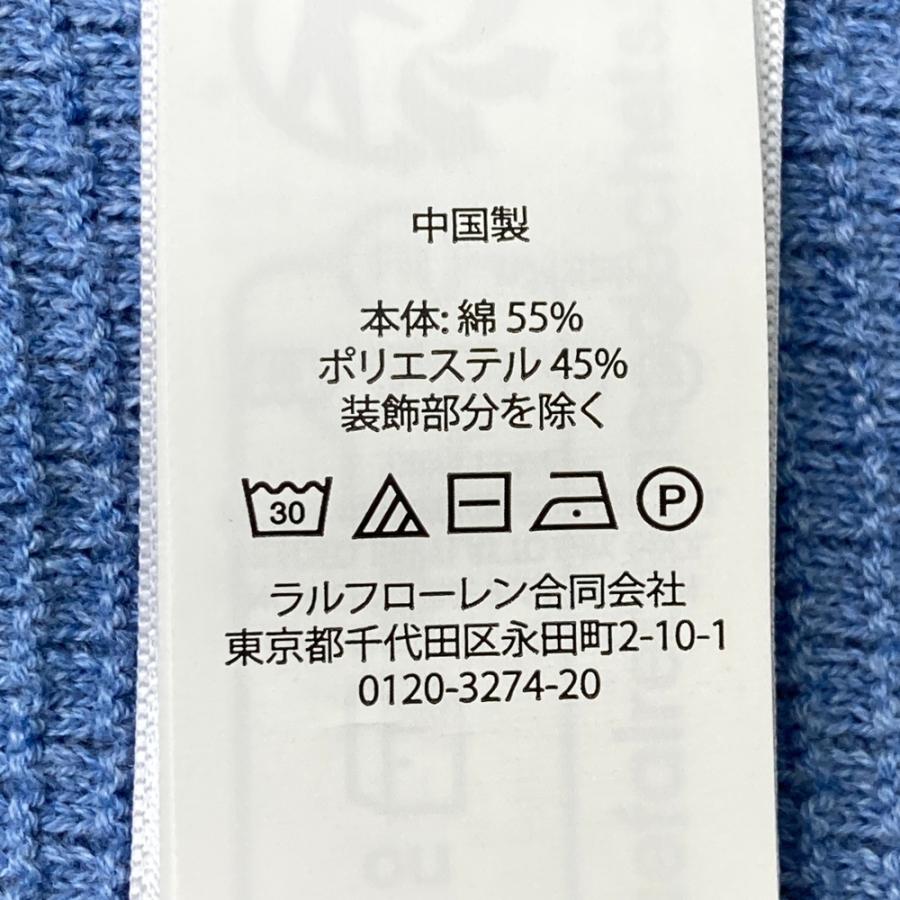 中国製
本体: 綿 55%
ポリエステル 45%
装飾部分を除く
30
P
ラルフローレン合同会社
東京都千代田区永田町2-10-1
0120-3274-20